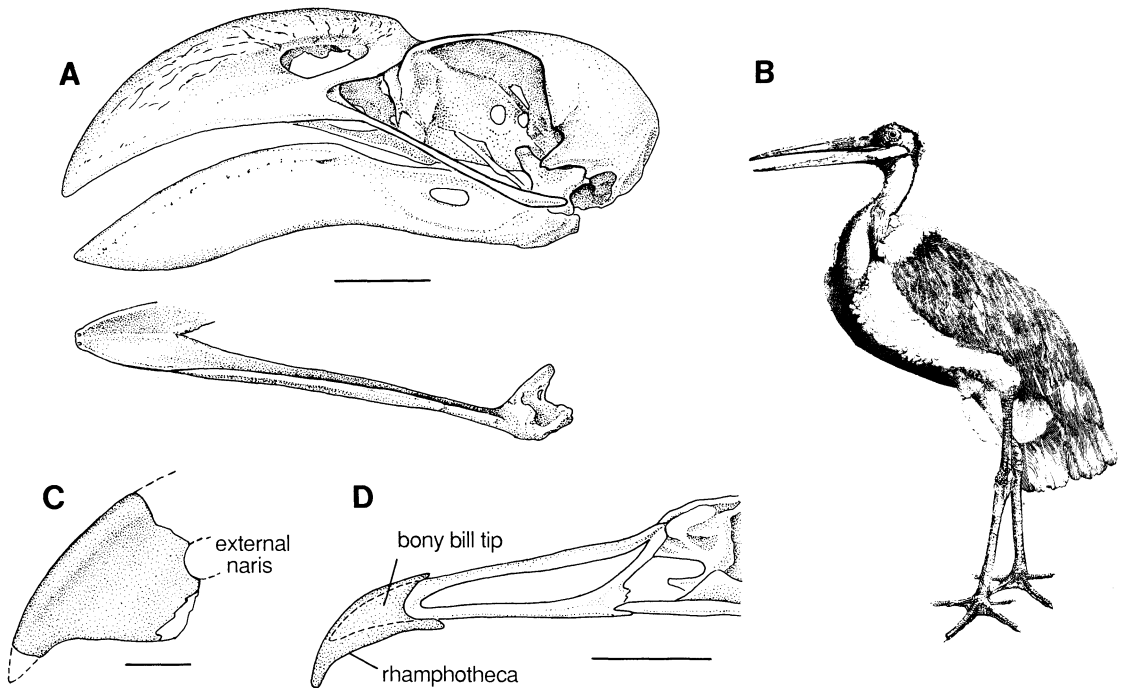 A
B
C
D
external
naris
bony bill tip
rhamphotheca